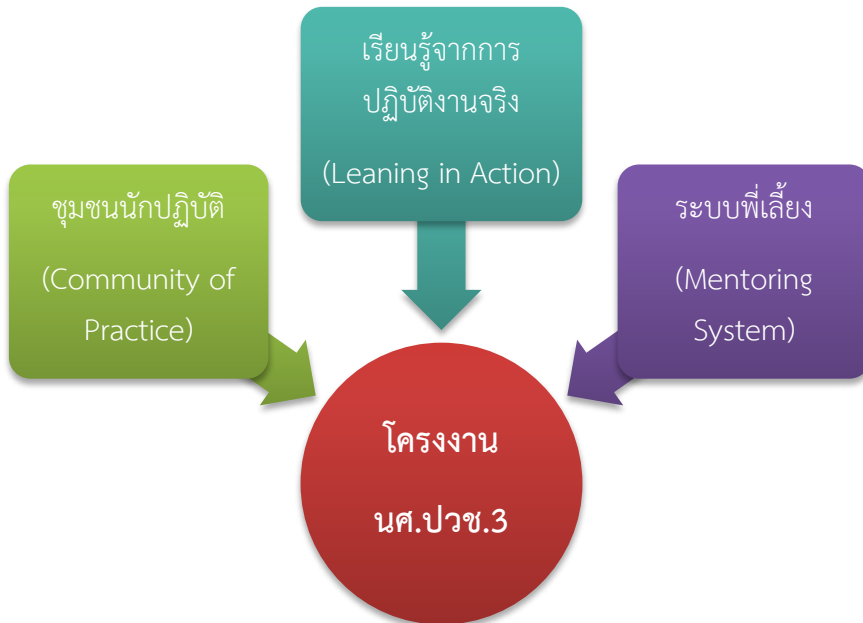 เรียนรู้จากการ
ปฏิบัติงานจริง
(Leaning in Action)
ชุมชนนักปฏิบัติ
(Community of
Practice)
ระบบพี่เลี้ยง
(Mentoring
System)
โครงงาน
นศ.ปวช.3